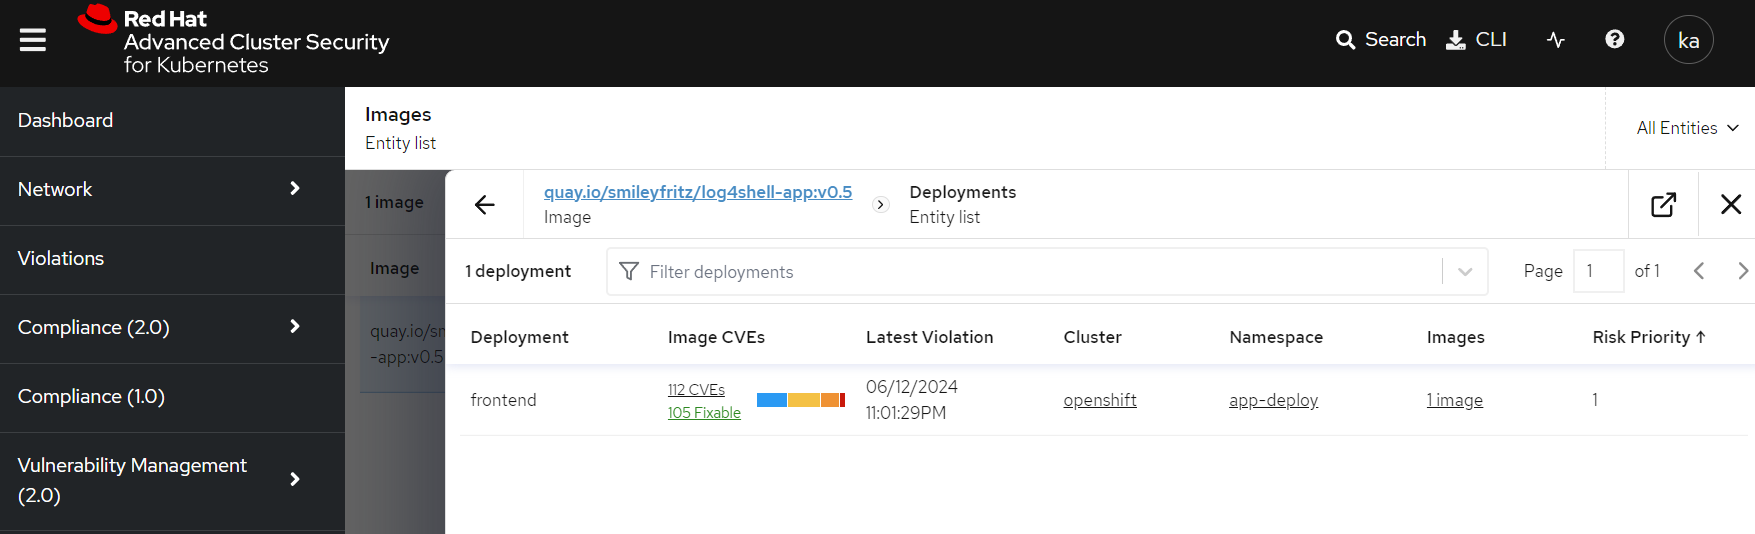 Red Hat
Advanced Cluster Security
for Kubernetes
Search
CLI
ka
Dashboard
Network
Violations
Compliance (2.0)
Compliance (1.0)
Vulnerability Management
(2.0)
Images
Entity list
All Entities
1 image
Image
quay.io/sn
-app:v0.5
quay.io/smileyfritz/log4shell-app:v0.5
Image
Deployments
Entity list
1 deployment
Filter deployments
Page 1 of 1
Deployment Image CVEs Latest Violation Cluster Namespace Images Risk Priority
frontend
112 CVEs
105 Fixable
06/12/2024
11:01:29PM
openshift
app-deploy
1 image
1